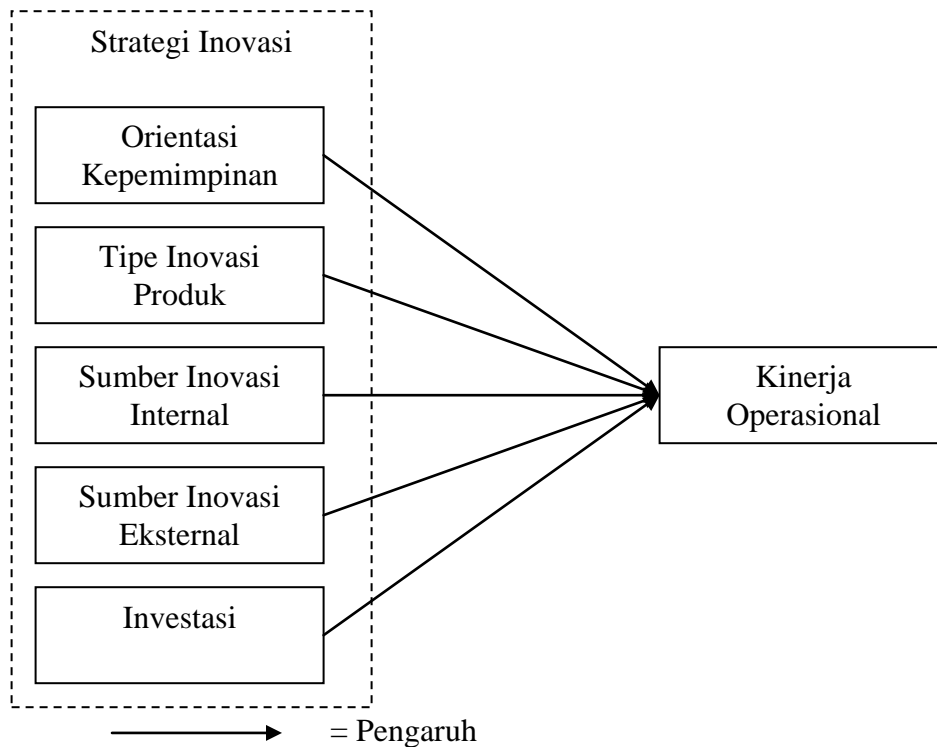 Strategi Inovasi
Orientasi
Kepemimpinan
Tipe Inovasi
Produk
Sumber Inovasi
Internal
Sumber Inovasi
Eksternal
Investasi
Kinerja
Operasional
= Pengaruh